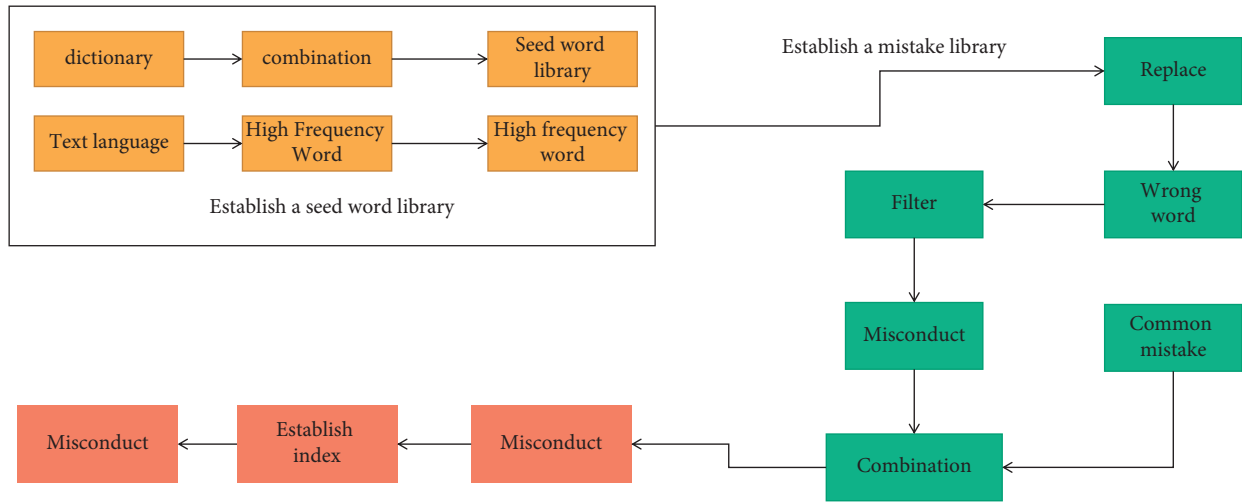 dictionary
combination
Seed word
library
Text language
High Frequency
Word
High frequency
word
Establish a seed word library
Establish a mistake library
Replace
Wrong
word
Filter
Misconduct
Common
mistake
Combination
Misconduct
Establish
index
Misconduct